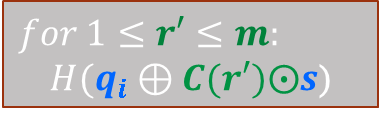 for 1 ≤ r′ ≤ m:
H(qᵢ ⊕ C(r′)⊙s)